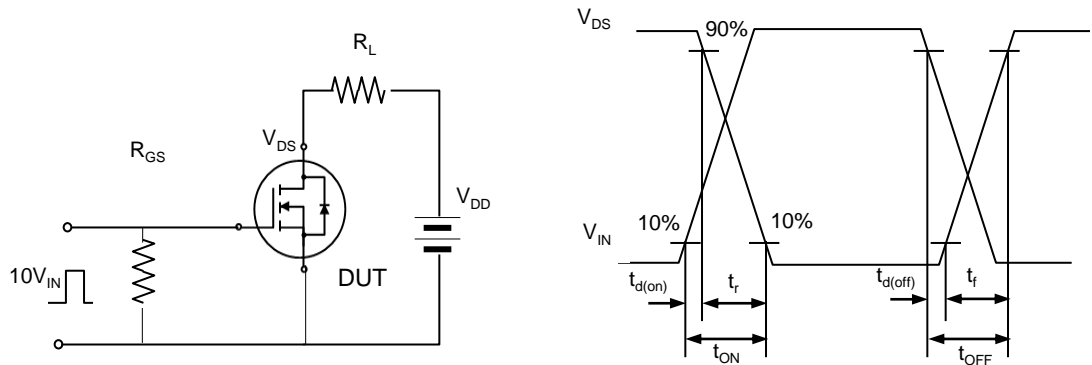 R_L
V_DS
R_GS
V_DD
10V_IN
DUT
V_DS
90%
10%
10%
V_IN
t_d(on)
t_r
t_ON
t_d(off)
t_f
t_OFF